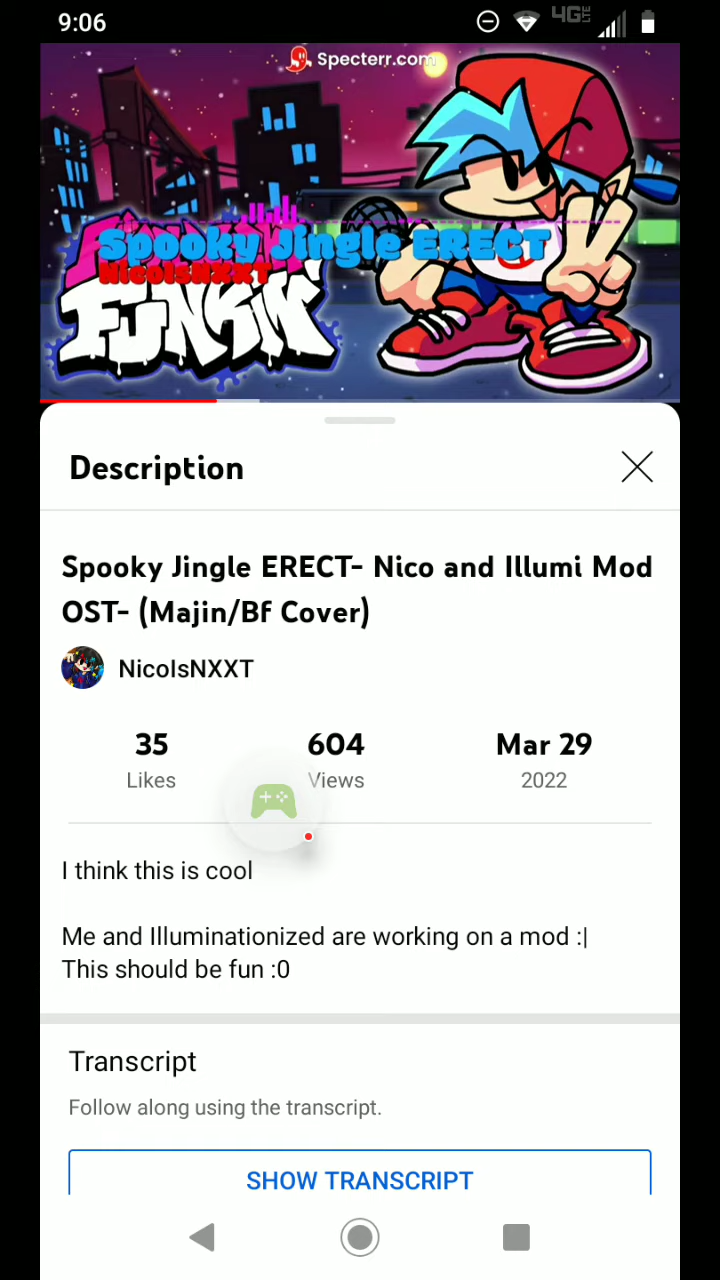 9:06
4G LTE
Specterr.com
Spooky Jingle ERECT
NicoIsNXXT
FUNKIN'
Description
Spooky Jingle ERECT- Nico and Illumi Mod
OST- (Majin/Bf Cover)
NicoIsNXXT
35
604
Mar 29
Likes
Views
2022
I think this is cool
Me and Illuminationized are working on a mod :|
This should be fun :0
Transcript
Follow along using the transcript.
SHOW TRANSCRIPT